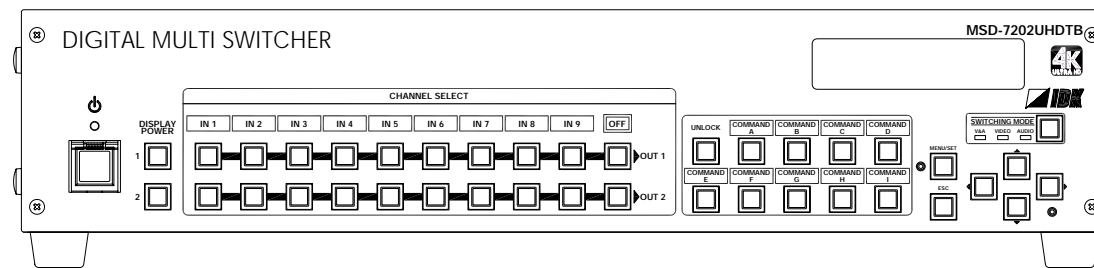 DIGITAL MULTI SWITCHER
MSD-7202UHDTB
4K
ULTRA HD
IDK
CHANNEL SELECT
DISPLAY
POWER
IN 1 IN 2 IN 3 IN 4 IN 5 IN 6 IN 7 IN 8 IN 9 OFF
1
OUT 1
2
OUT 2
UNLOCK
COMMAND A
COMMAND B
COMMAND C
COMMAND D
COMMAND E
COMMAND F
COMMAND G
COMMAND H
COMMAND I
SWITCHING MODE
V&A VIDEO AUDIO
MENU/SET
ESC